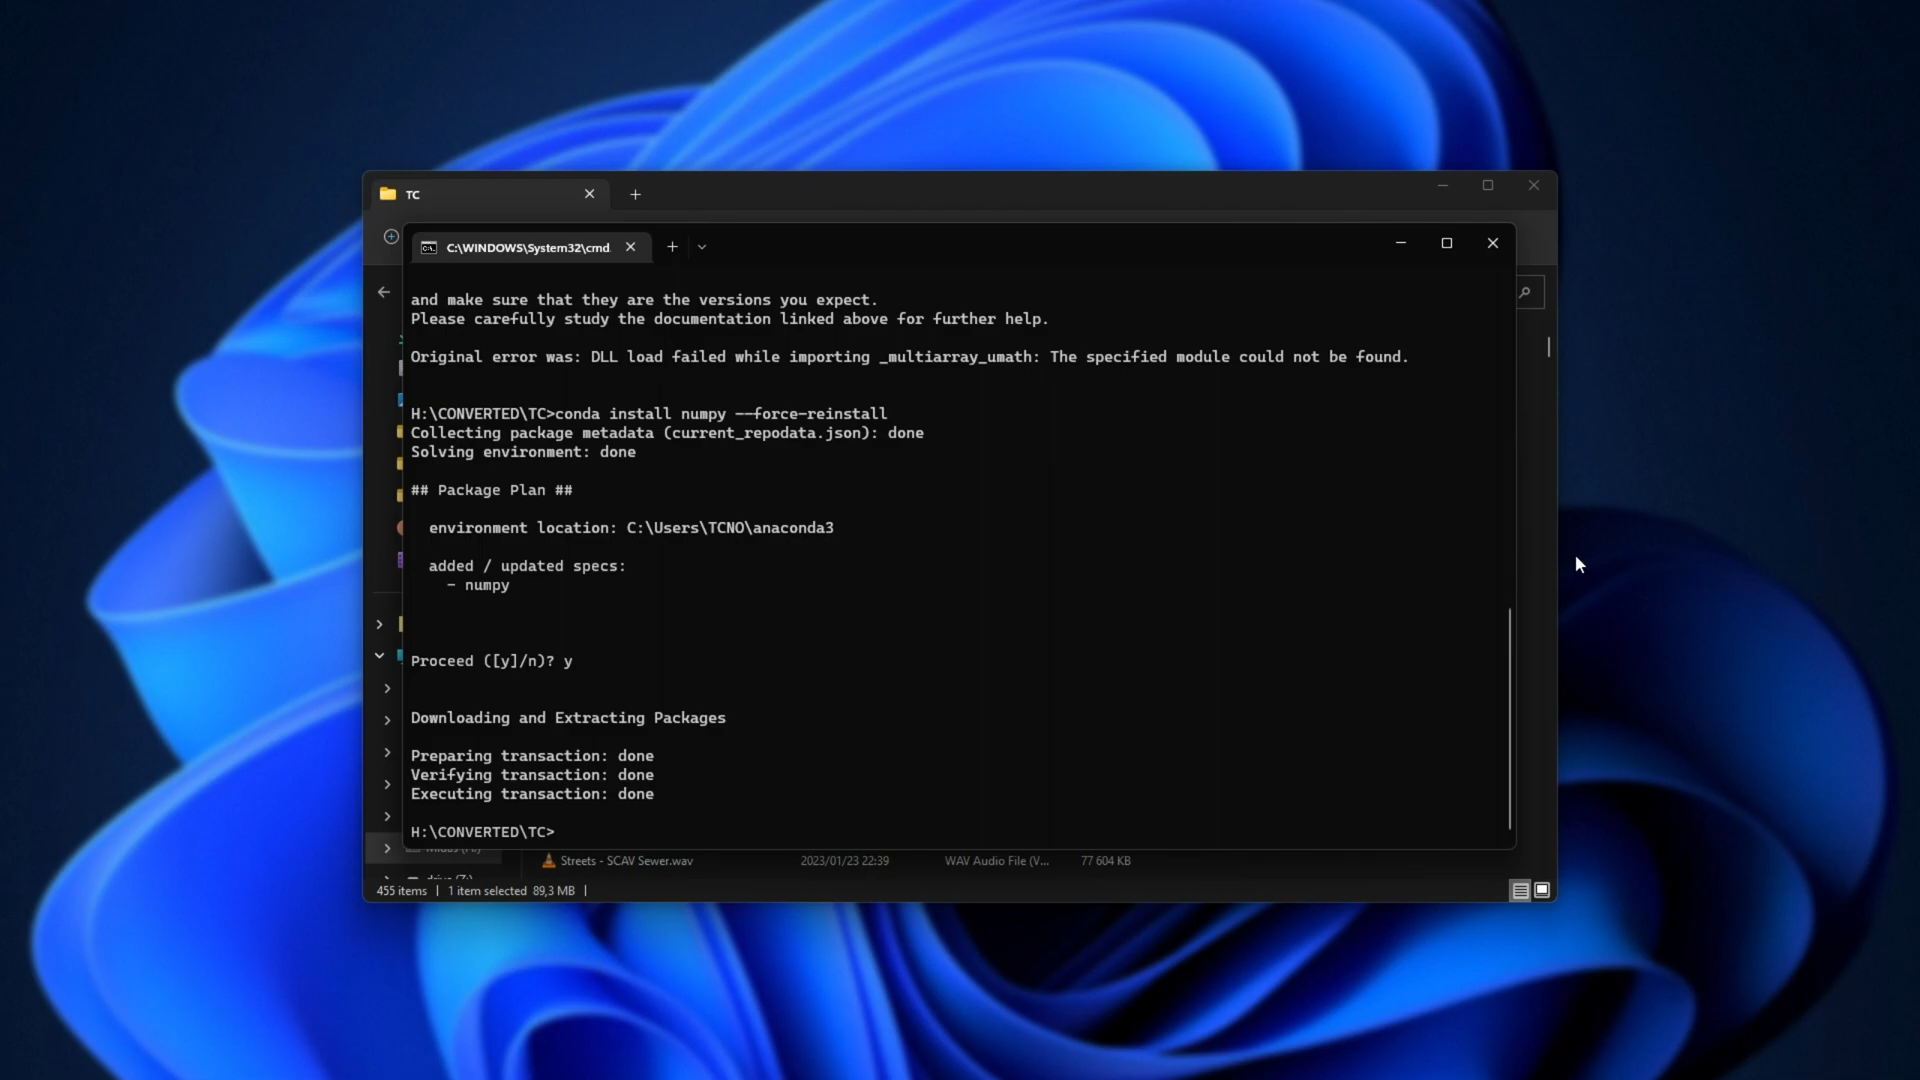 TC
C:\WINDOWS\System32\cmd.
and make sure that they are the versions you expect.
Please carefully study the documentation linked above for further help.
Original error was: DLL load failed while importing _multiarray_umath: The specified module could not be found.
H:\CONVERTED\TC>conda install numpy --force-reinstall
Collecting package metadata (current_repodata.json): done
Solving environment: done
## Package Plan ##
environment location: C:\Users\TCNO\anaconda3
added / updated specs:
- numpy
Proceed ([y]/n)? y
Downloading and Extracting Packages
Preparing transaction: done
Verifying transaction: done
Executing transaction: done
H:\CONVERTED\TC>
Streets - SCAV Sewer.wav 2023/01/23 22:39 WAV Audio File (V... 77 604 KB
455 items | 1 item selected 89,3 MB |